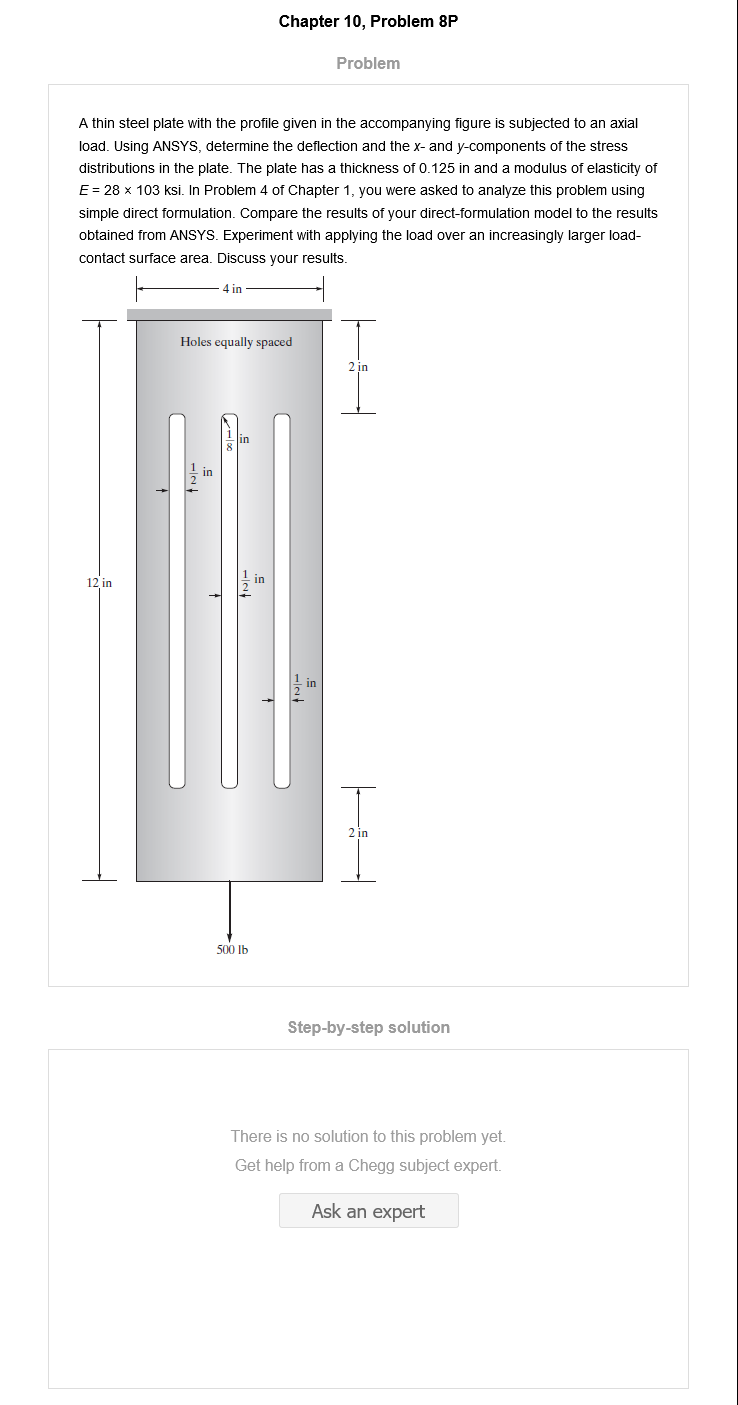 Chapter 10, Problem 8P
Problem
A thin steel plate with the profile given in the accompanying figure is subjected to an axial
load. Using ANSYS, determine the deflection and the x- and y-components of the stress
distributions in the plate. The plate has a thickness of 0.125 in and a modulus of elasticity of
E = 28 × 103 ksi. In Problem 4 of Chapter 1, you were asked to analyze this problem using
simple direct formulation. Compare the results of your direct-formulation model to the results
obtained from ANSYS. Experiment with applying the load over an increasingly larger load-
contact surface area. Discuss your results.
4 in
Holes equally spaced
2 in
1/8 in
1/2 in
1/2 in
12 in
1/2 in
2 in
500 lb
Step-by-step solution
There is no solution to this problem yet.
Get help from a Chegg subject expert.
Ask an expert